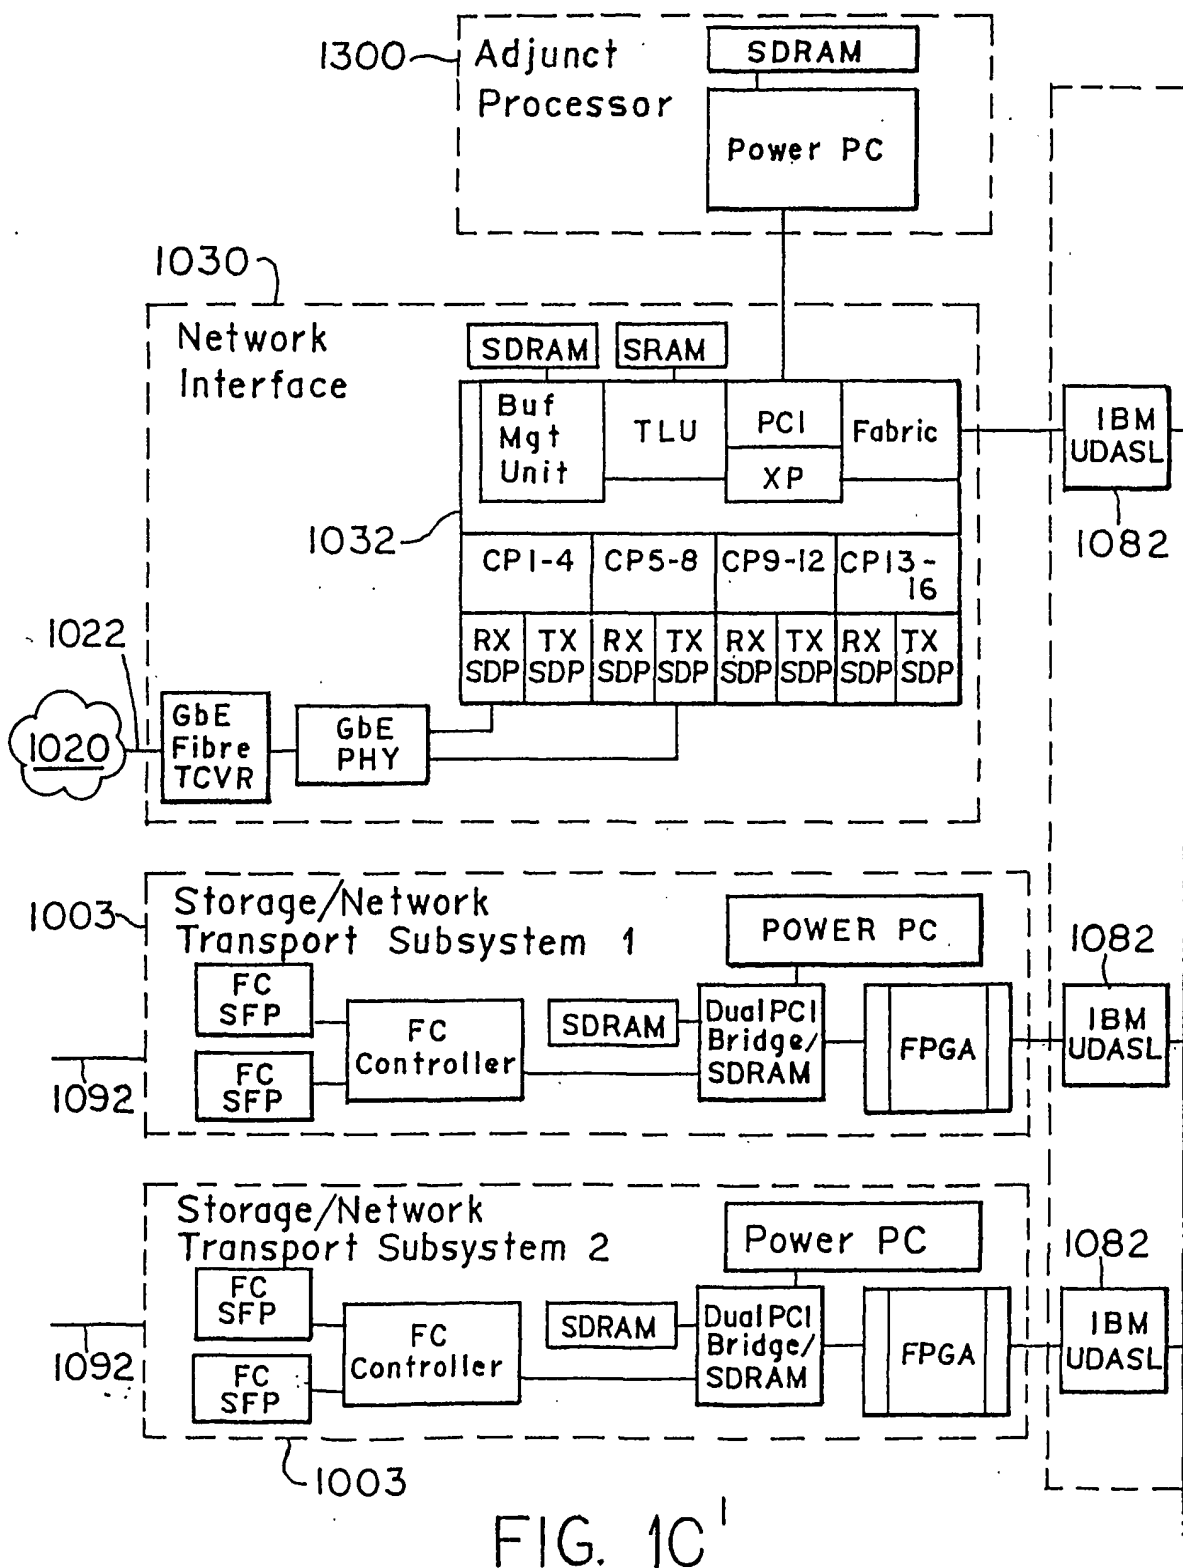 1300
Adjunct
Processor
SDRAM
Power PC
1030
Network
Interface
SDRAM
SRAM
Buf
Mgt
Unit
TLU
PCI
XP
Fabric
IBM
UDASL
1082
1032
CP1-4
CP5-8
CP9-12
CP13-
16
RX
SDP
TX
SDP
RX
SDP
TX
SDP
RX
SDP
TX
SDP
RX
SDP
TX
SDP
1022
1020
GbE
Fibre
TCVR
GbE
PHY
1003
Storage/Network
Transport Subsystem 1
POWER PC
1082
FC
SFP
FC
SFP
FC
Controller
SDRAM
Dual PCI
Bridge/
SDRAM
FPGA
IBM
UDASL
1092
Storage/Network
Transport Subsystem 2
Power PC
1082
FC
SFP
FC
SFP
FC
Controller
SDRAM
Dual PCI
Bridge/
SDRAM
FPGA
IBM
UDASL
1092
1003
FIG. 1C'